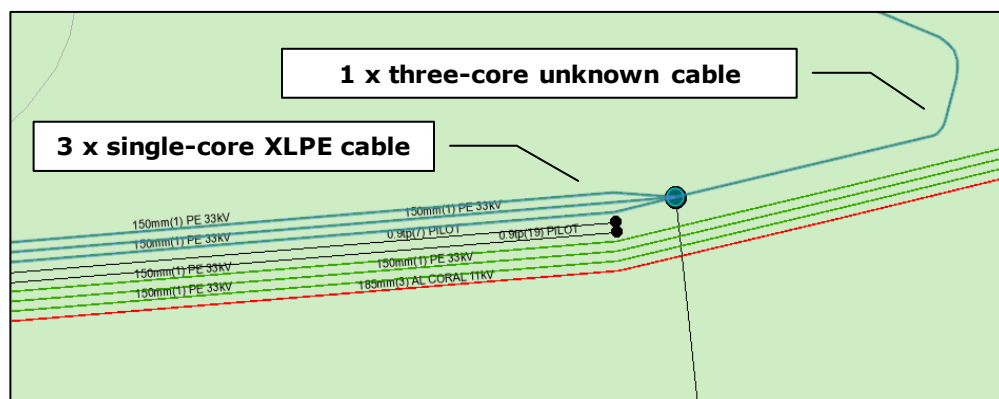 1 x three-core unknown cable
3 x single-core XLPE cable
150mm(1) PE 33kV
150mm(1) PE 33kV
150mm(1) PE 33kV
0.9tp(7) PILOT
0.9tp(19) PILOT
150mm(1) PE 33kV
150mm(1) PE 33kV
150mm(1) PE 33kV
185mm(3) AL CORAL 11kV